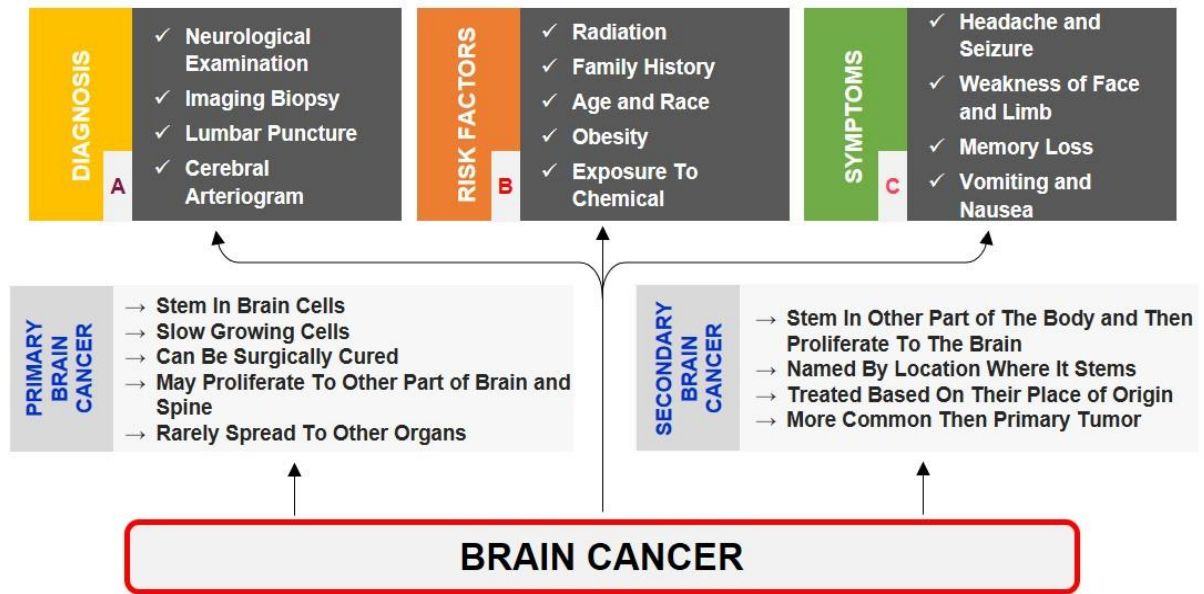 DIAGNOSIS
A
✓ Neurological
Examination
✓ Imaging Biopsy
✓ Lumbar Puncture
✓ Cerebral
Arteriogram
RISK FACTORS
B
✓ Radiation
✓ Family History
✓ Age and Race
✓ Obesity
✓ Exposure To
Chemical
SYMPTOMS
C
✓ Headache and
Seizure
✓ Weakness of Face
and Limb
✓ Memory Loss
✓ Vomiting and
Nausea
PRIMARY
BRAIN
CANCER
→ Stem In Brain Cells
→ Slow Growing Cells
→ Can Be Surgically Cured
→ May Proliferate To Other Part of Brain and
Spine
→ Rarely Spread To Other Organs
SECONDARY
BRAIN
CANCER
→ Stem In Other Part of The Body and Then
Proliferate To The Brain
→ Named By Location Where It Stems
→ Treated Based On Their Place of Origin
→ More Common Then Primary Tumor
BRAIN CANCER